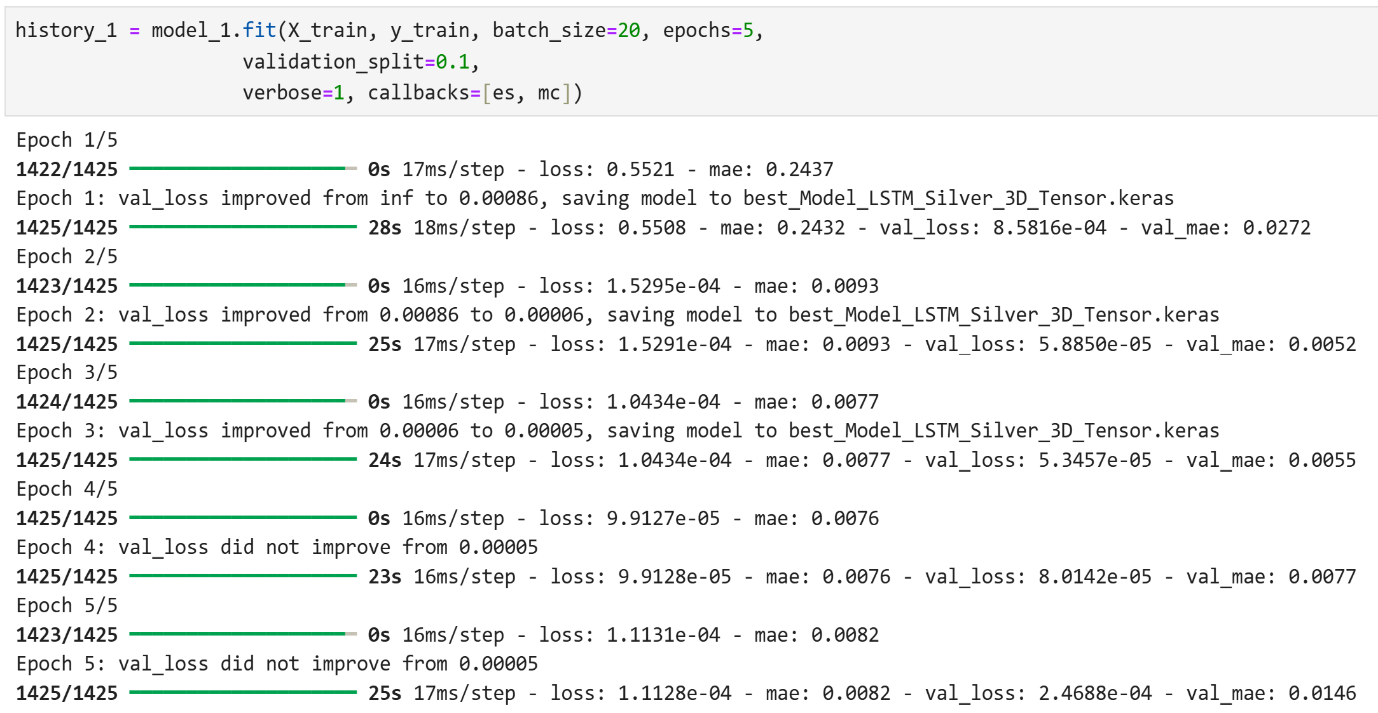 history_1 = model_1.fit(X_train, y_train, batch_size=20, epochs=5,
validation_split=0.1,
verbose=1, callbacks=[es, mc])
Epoch 1/5
1422/1425 0s 17ms/step - loss: 0.5521 - mae: 0.2437
Epoch 1: val_loss improved from inf to 0.00086, saving model to best_Model_LSTM_Silver_3D_Tensor.keras
1425/1425 28s 18ms/step - loss: 0.5508 - mae: 0.2432 - val_loss: 8.5816e-04 - val_mae: 0.0272
Epoch 2/5
1423/1425 0s 16ms/step - loss: 1.5295e-04 - mae: 0.0093
Epoch 2: val_loss improved from 0.00086 to 0.00006, saving model to best_Model_LSTM_Silver_3D_Tensor.keras
1425/1425 25s 17ms/step - loss: 1.5291e-04 - mae: 0.0093 - val_loss: 5.8850e-05 - val_mae: 0.0052
Epoch 3/5
1424/1425 0s 16ms/step - loss: 1.0434e-04 - mae: 0.0077
Epoch 3: val_loss improved from 0.00006 to 0.00005, saving model to best_Model_LSTM_Silver_3D_Tensor.keras
1425/1425 24s 17ms/step - loss: 1.0434e-04 - mae: 0.0077 - val_loss: 5.3457e-05 - val_mae: 0.0055
Epoch 4/5
1425/1425 0s 16ms/step - loss: 9.9127e-05 - mae: 0.0076
Epoch 4: val_loss did not improve from 0.00005
1425/1425 23s 16ms/step - loss: 9.9128e-05 - mae: 0.0076 - val_loss: 8.0142e-05 - val_mae: 0.0077
Epoch 5/5
1423/1425 0s 16ms/step - loss: 1.1131e-04 - mae: 0.0082
Epoch 5: val_loss did not improve from 0.00005
1425/1425 25s 17ms/step - loss: 1.1128e-04 - mae: 0.0082 - val_loss: 2.4688e-04 - val_mae: 0.0146